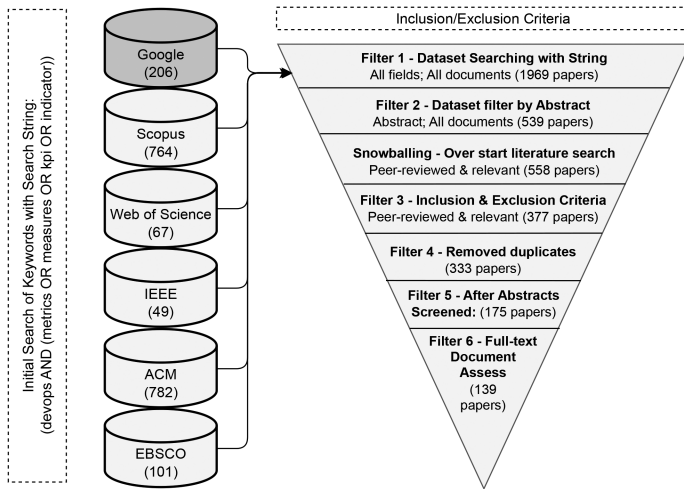 Initial Search of Keywords with Search String:
(devops AND (metrics OR measures OR kpi OR indicator))
Google
(206)
Scopus
(764)
Web of Science
(67)
IEEE
(49)
ACM
(782)
EBSCO
(101)
Inclusion/Exclusion Criteria
Filter 1 - Dataset Searching with String
All fields; All documents (1969 papers)
Filter 2 - Dataset filter by Abstract
Abstract; All documents (539 papers)
Snowballing - Over start literature search
Peer-reviewed & relevant (558 papers)
Filter 3 - Inclusion & Exclusion Criteria
Peer-reviewed & relevant (377 papers)
Filter 4 - Removed duplicates
(333 papers)
Filter 5 - After Abstracts
Screened: (175 papers)
Filter 6 - Full-text
Document
Assess
(139
papers)